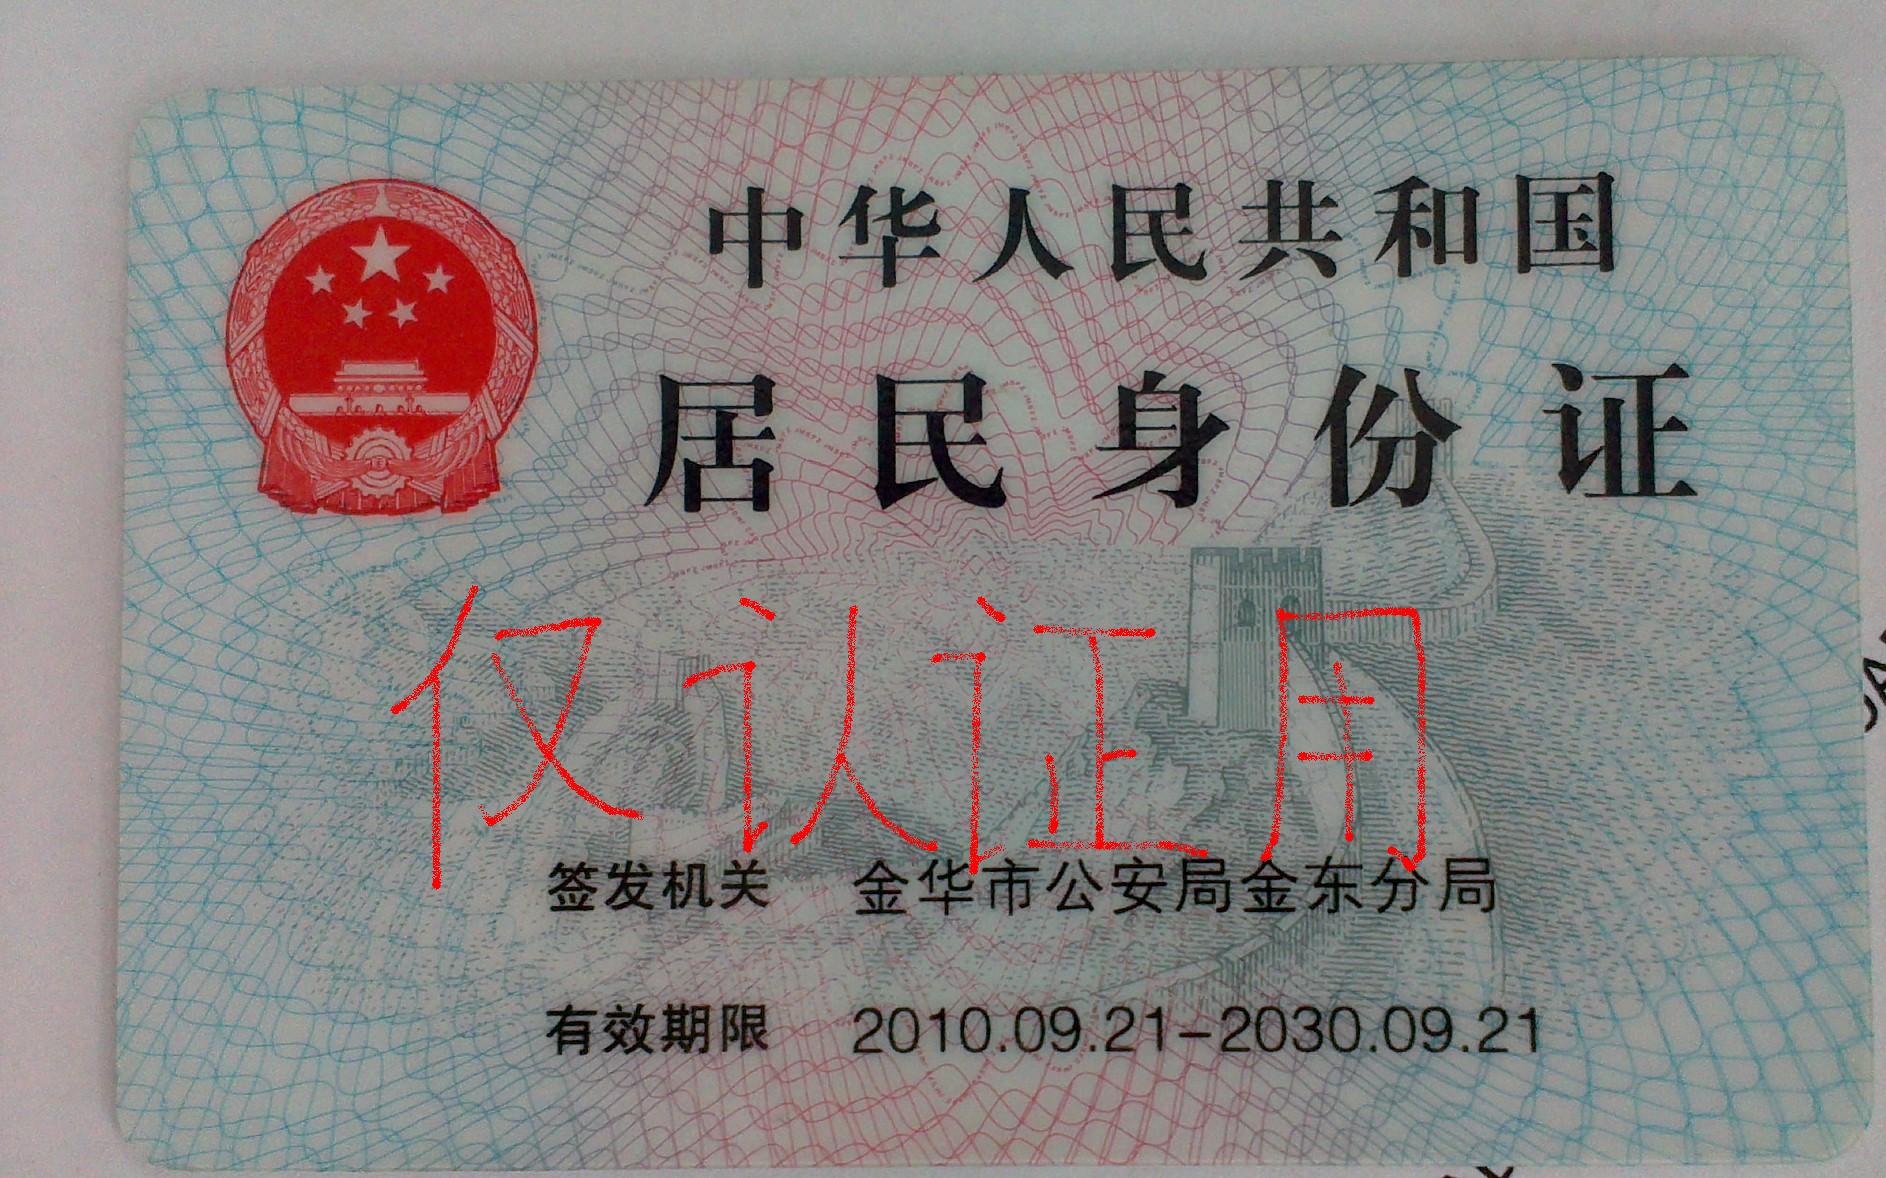 中华人民共和国
居民身份证
仅认证用
签发机关 金华市公安局金东分局
有效期限 2010.09.21-2030.09.21